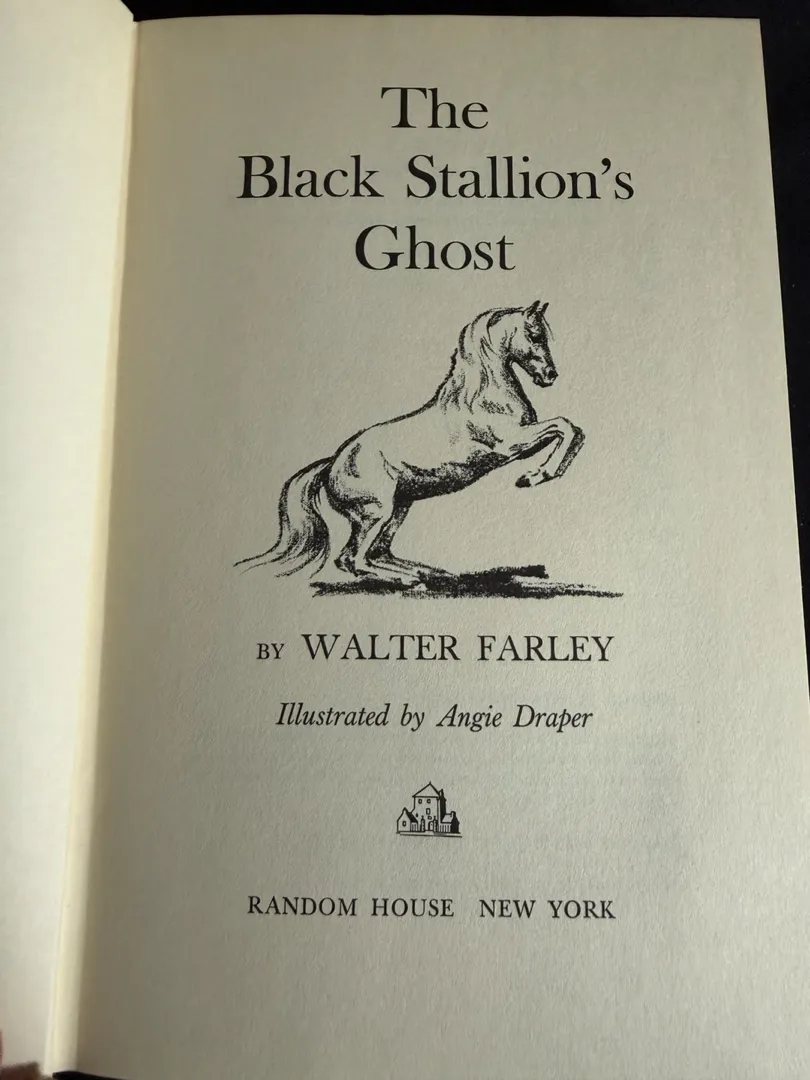 The
Black Stallion's
Ghost
BY WALTER FARLEY
Illustrated by Angie Draper
RANDOM HOUSE NEW YORK